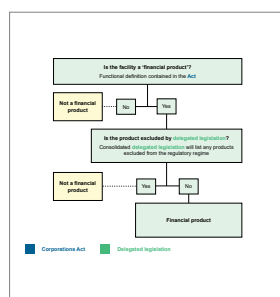 Is the facility a 'financial product'?
Functional definition contained in the Act
Not a financial
product
No
Yes
Is the product excluded by delegated legislation?
Consolidated delegated legislation will list any products
excluded from the regulatory regime
Not a financial
product
Yes
No
Financial product
Corporations Act
Delegated legislation